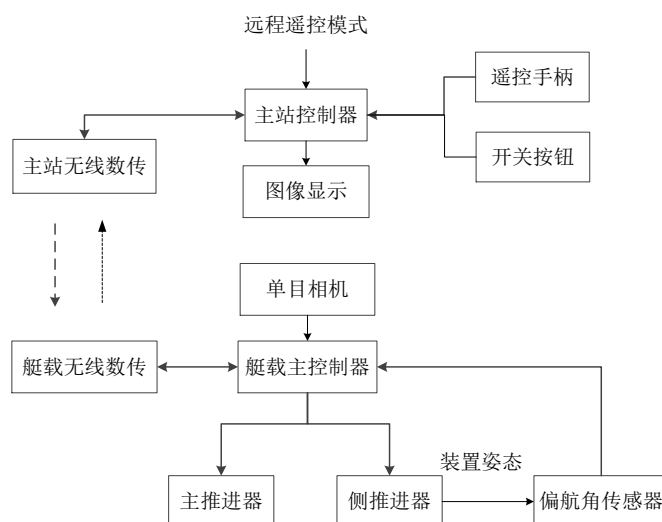 远程遥控模式
遥控手柄
主站控制器
主站无线数传
开关按钮
图像显示
单目相机
艇载无线数传
艇载主控制器
装置姿态
主推进器
侧推进器
偏航角传感器